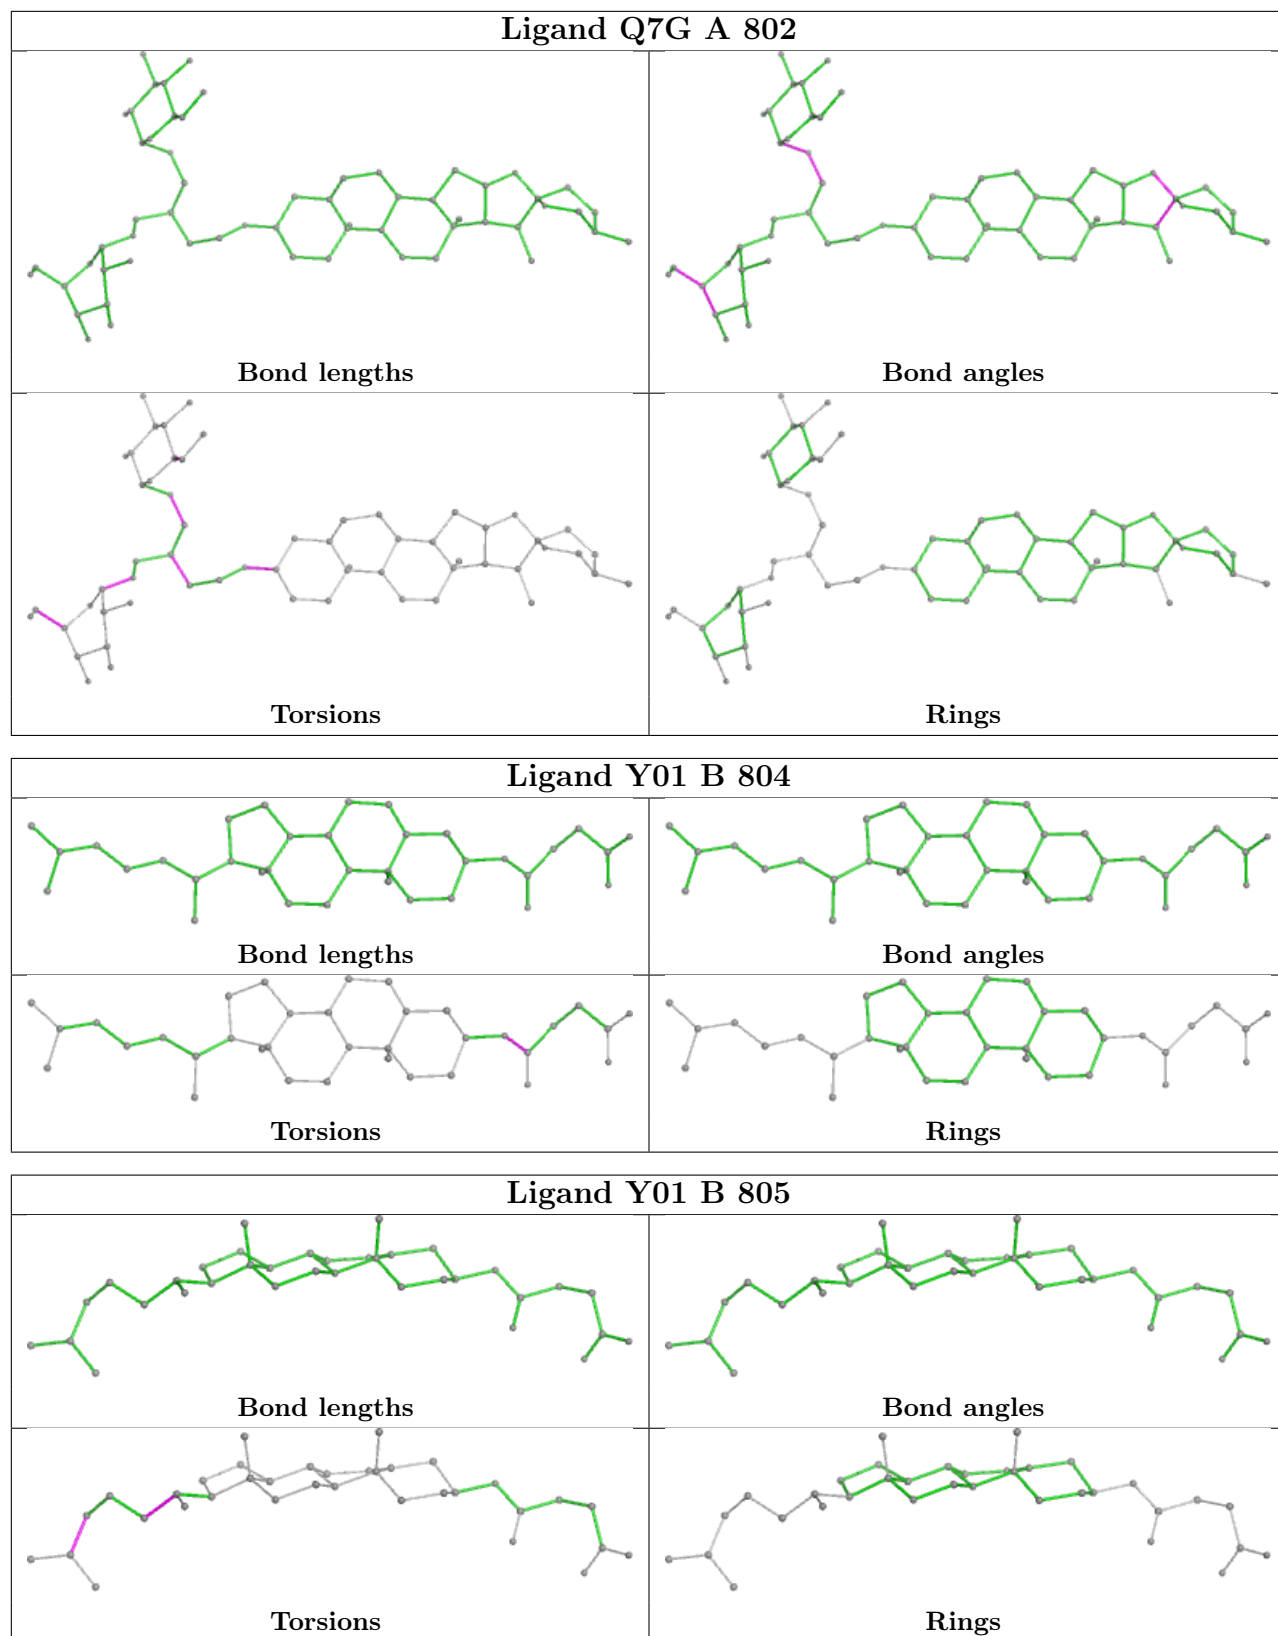 Ligand Q7G A 802
Bond lengths
Bond angles
Torsions
Rings
Ligand Y01 B 804
Bond lengths
Bond angles
Torsions
Rings
Ligand Y01 B 805
Bond lengths
Bond angles
Torsions
Rings